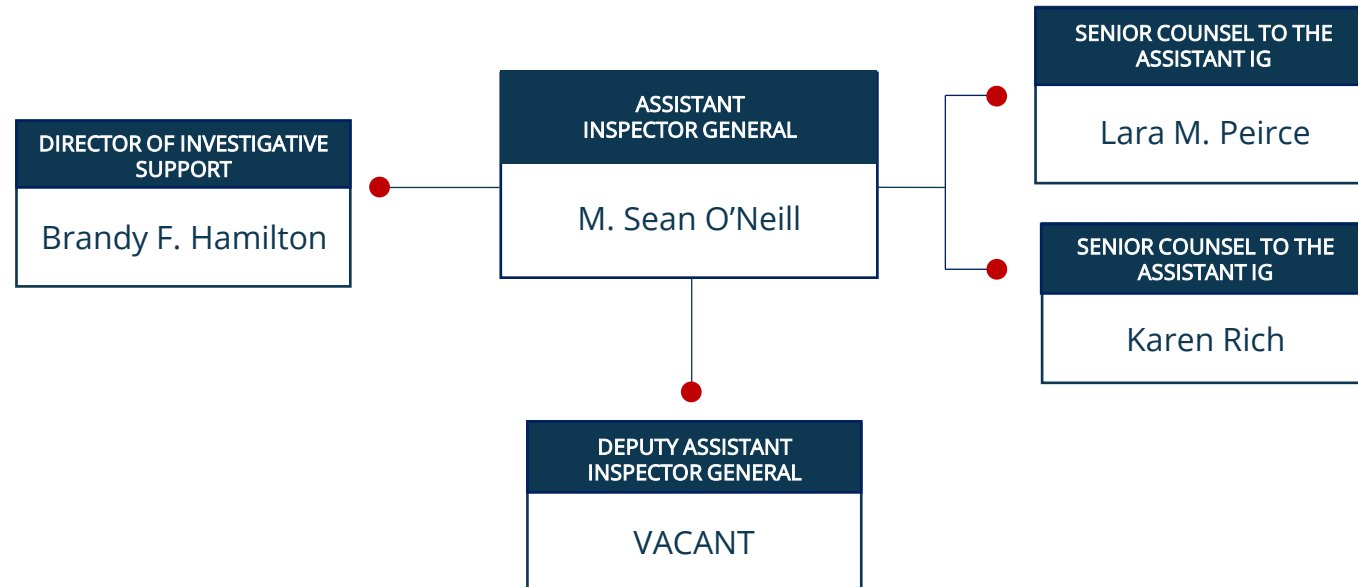 SENIOR COUNSEL TO THE
ASSISTANT IG
Lara M. Peirce
ASSISTANT
INSPECTOR GENERAL
M. Sean O’Neill
DIRECTOR OF INVESTIGATIVE
SUPPORT
Brandy F. Hamilton
SENIOR COUNSEL TO THE
ASSISTANT IG
Karen Rich
DEPUTY ASSISTANT
INSPECTOR GENERAL
VACANT